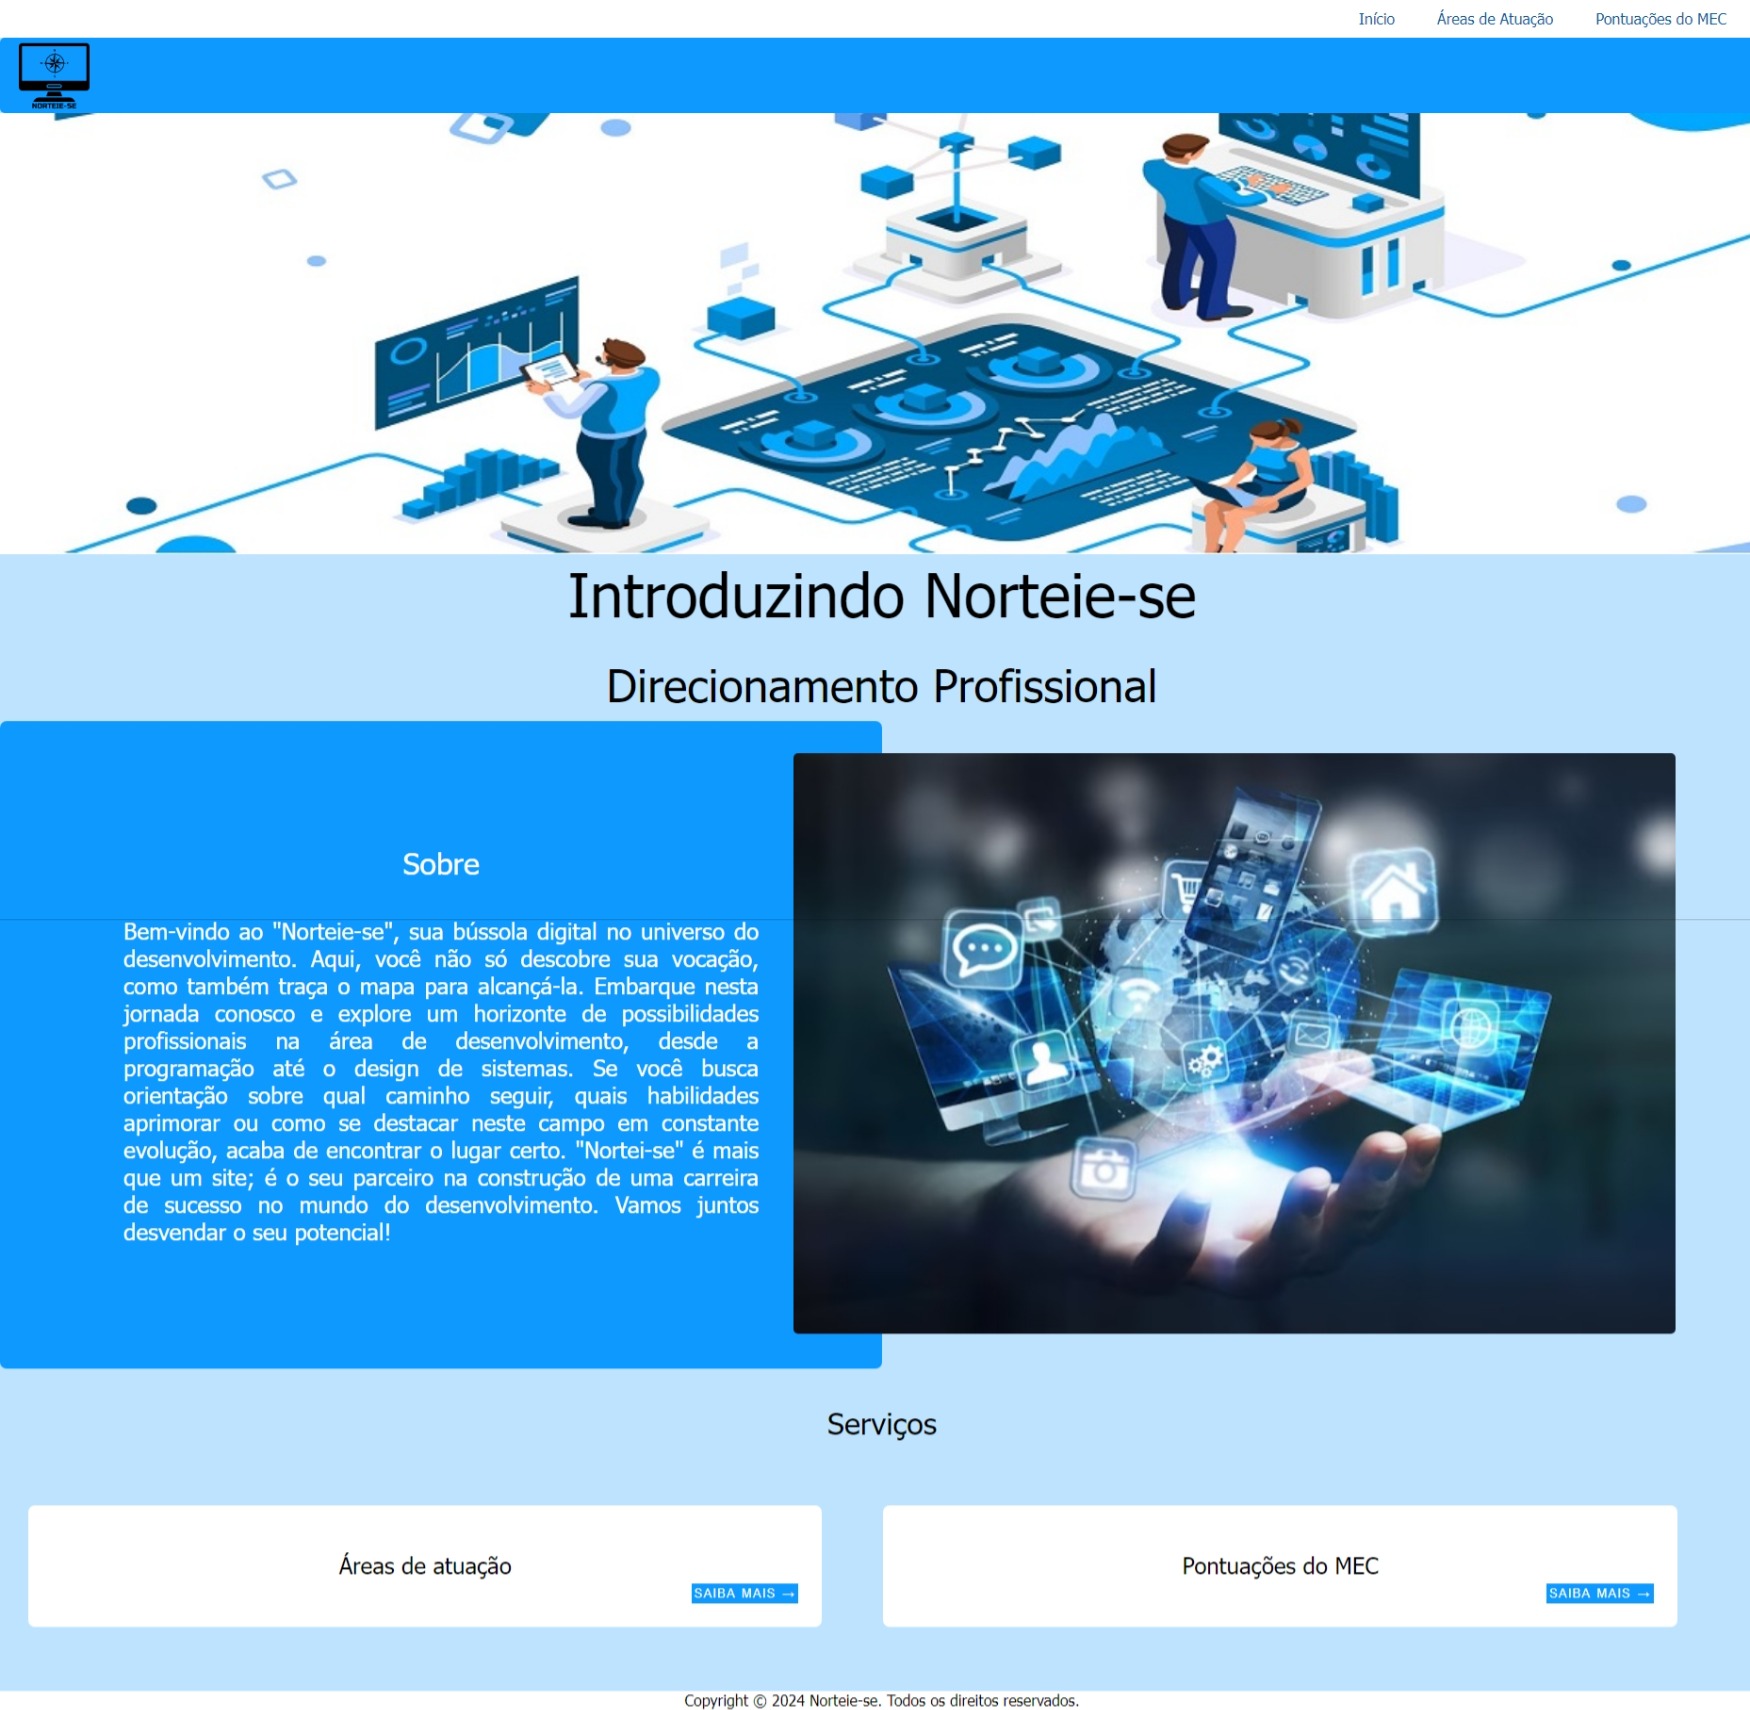 Início Áreas de Atuação Pontuações do MEC
NORTEIE-SE
Introduzindo Norteie-se
Direcionamento Profissional
Sobre
Bem-vindo ao "Norteie-se", sua bússola digital no universo do
desenvolvimento. Aqui, você não só descobre sua vocação,
como também traça o mapa para alcançá-la. Embarque nesta
jornada conosco e explore um horizonte de possibilidades
profissionais na área de desenvolvimento, desde a
programação até o design de sistemas. Se você busca
orientação sobre qual caminho seguir, quais habilidades
aprimorar ou como se destacar neste campo em constante
evolução, acaba de encontrar o lugar certo. "Nortei-se" é mais
que um site; é o seu parceiro na construção de uma carreira
de sucesso no mundo do desenvolvimento. Vamos juntos
desvendar o seu potencial!
Serviços
Áreas de atuação
SAIBA MAIS →
Pontuações do MEC
SAIBA MAIS →
Copyright © 2024 Norteie-se. Todos os direitos reservados.